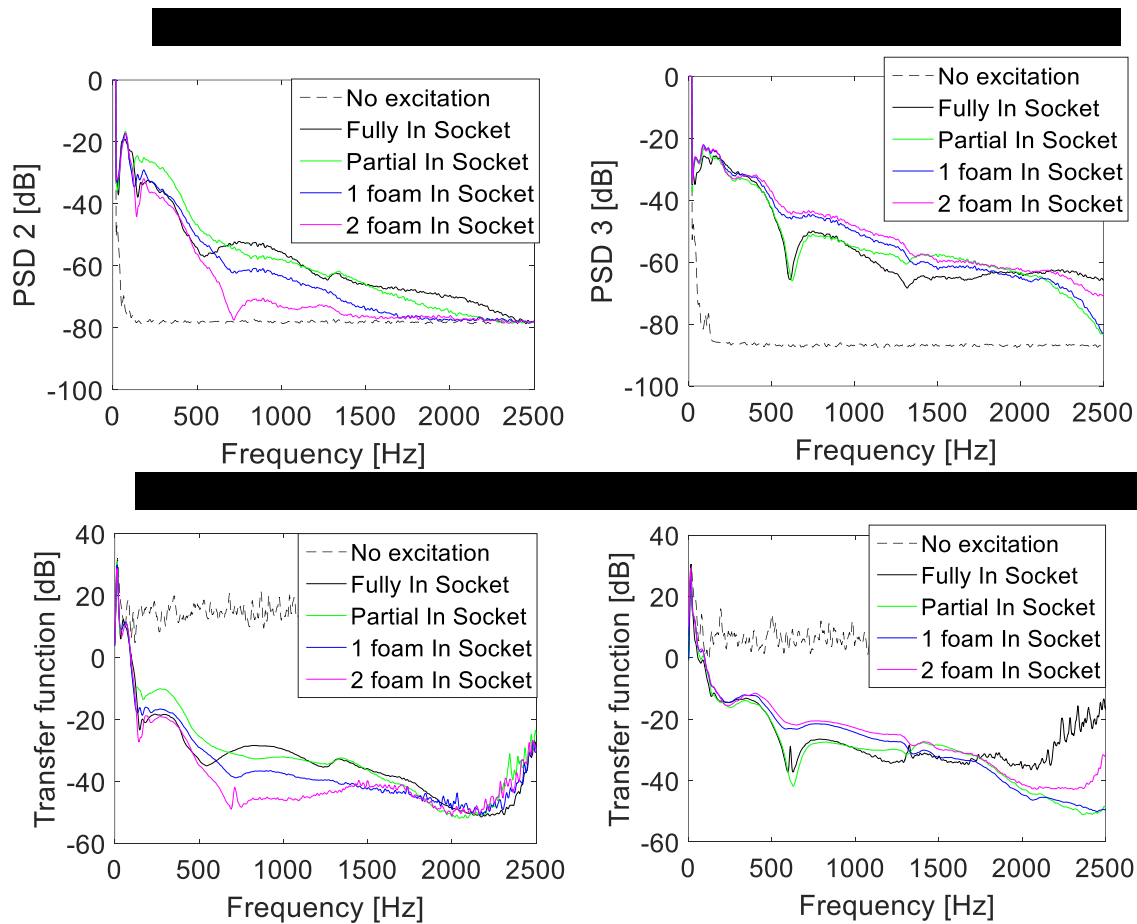 0
-20
-40
-60
-80
-100
PSD 2 [dB]
No excitation
Fully In Socket
Partial In Socket
1 foam In Socket
2 foam In Socket
0 500 1000 1500 2000 2500
Frequency [Hz]
0
-20
-40
-60
-80
-100
PSD 3 [dB]
No excitation
Fully In Socket
Partial In Socket
1 foam In Socket
2 foam In Socket
0 500 1000 1500 2000 2500
Frequency [Hz]
40
20
0
-20
-40
-60
Transfer function [dB]
No excitation
Fully In Socket
Partial In Socket
1 foam In Socket
2 foam In Socket
0 500 1000 1500 2000 2500
Frequency [Hz]
40
20
0
-20
-40
-60
Transfer function [dB]
No excitation
Fully In Socket
Partial In Socket
1 foam In Socket
2 foam In Socket
0 500 1000 1500 2000 2500
Frequency [Hz]